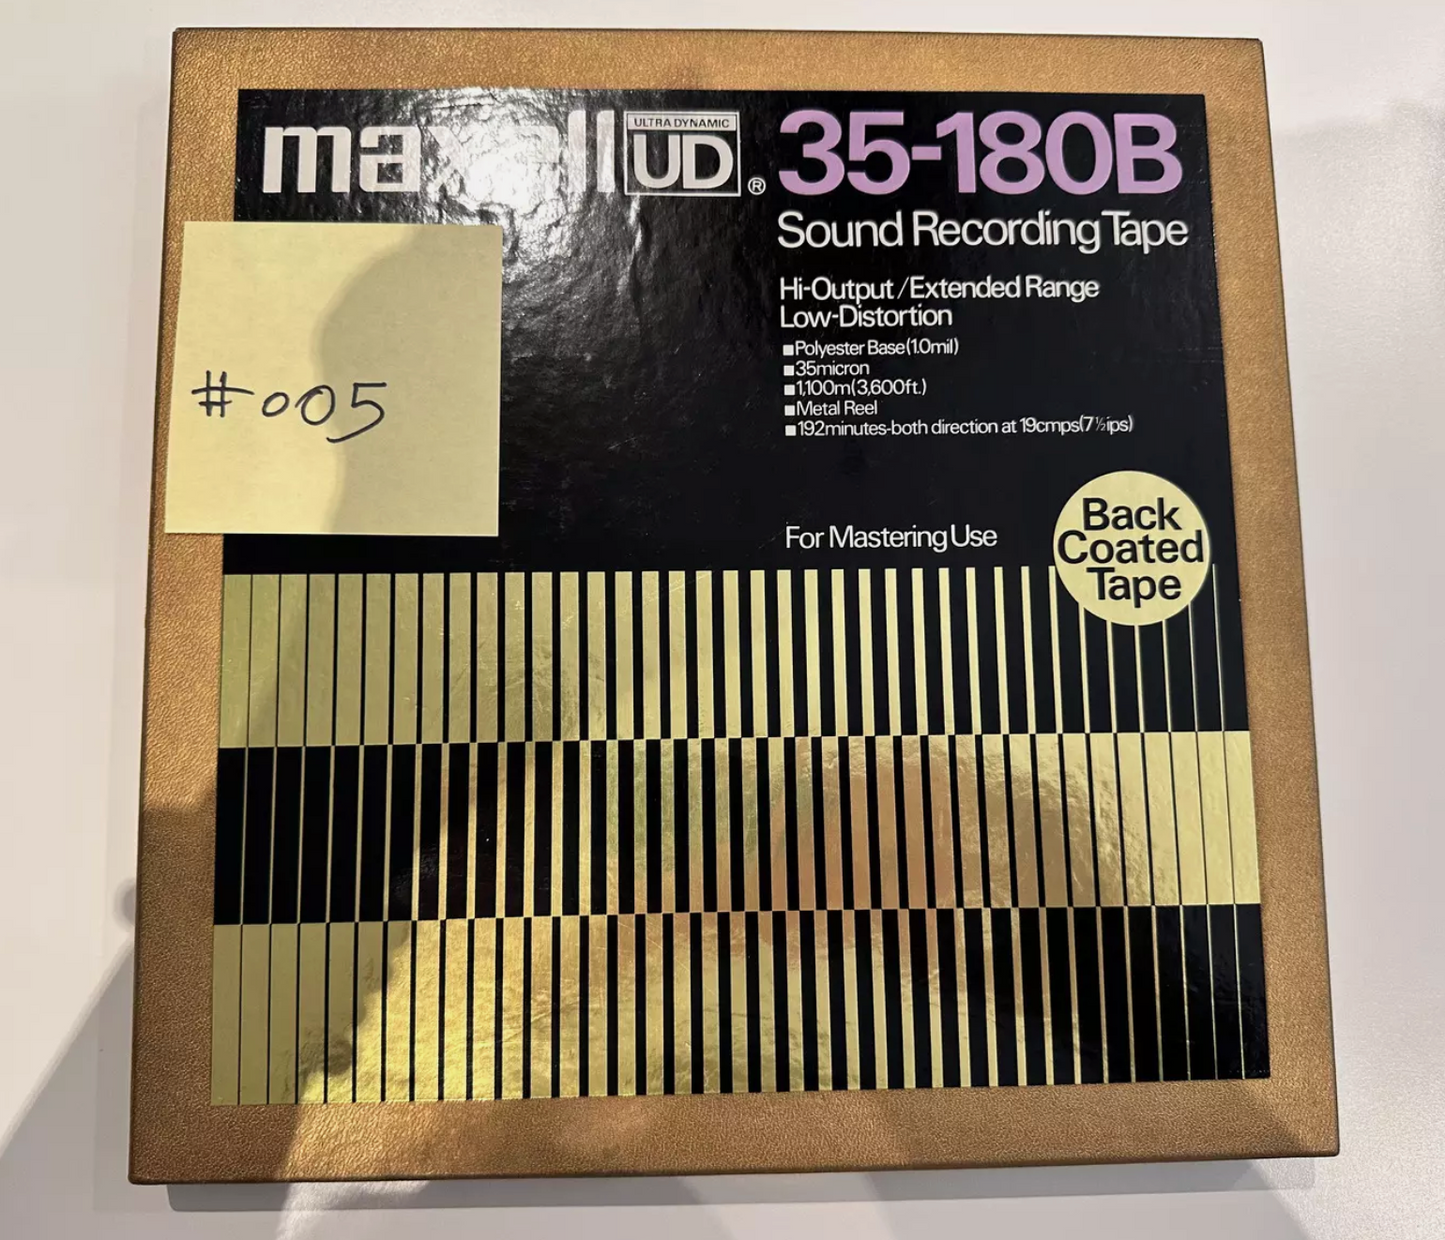 maxell
ULTRA DYNAMIC
UD
®
35-180B
Sound Recording Tape
Hi-Output/Extended Range
Low-Distortion
■Polyester Base(1.0mil)
■35micron
■1,100m(3,600ft.)
■Metal Reel
■192minutes-both direction at 19cmps(7½ips)
#005
For Mastering Use
Back
Coated
Tape